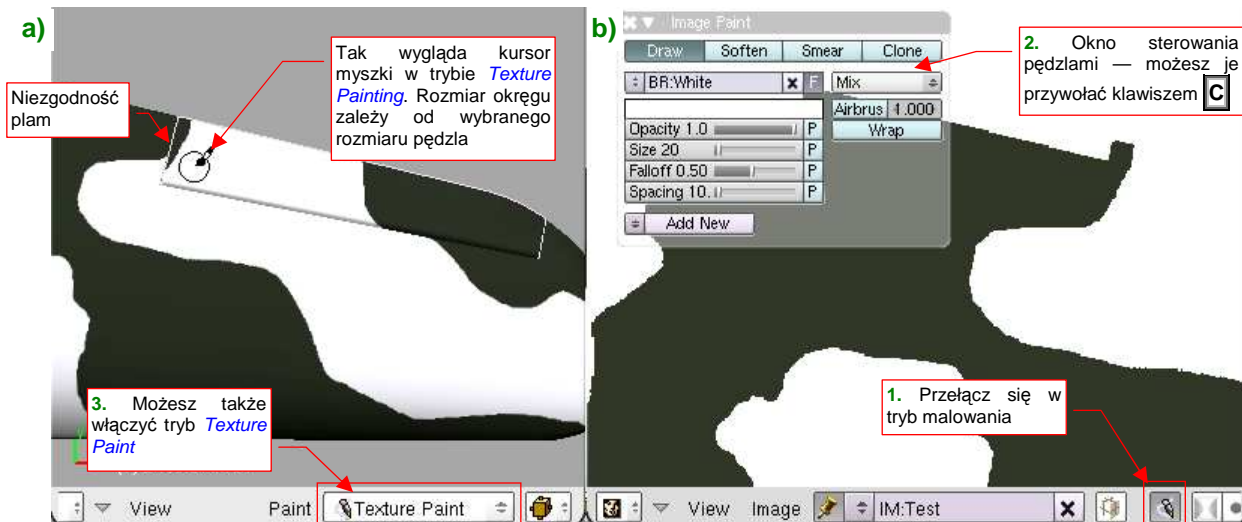 a)
Niezgodność
plam
Tak wygląda kursor
myszki w trybie Texture
Painting. Rozmiar okręgu
zależy od wybranego
rozmiaru pędzla
3. Możesz także
włączyć tryb Texture
Paint
View Paint Texture Paint
b)
Image Paint
Draw Soften Smear Clone
BR:White F Mix
Airbrus 1.000
Opacity 1.0 P Wrap
Size 20 P
Falloff 0.50 P
Spacing 10. P
Add New
2. Okno sterowania
pędzlami — możesz je
przywołać klawiszem C
1. Przełącz się w
tryb malowania
View Image IM:Test